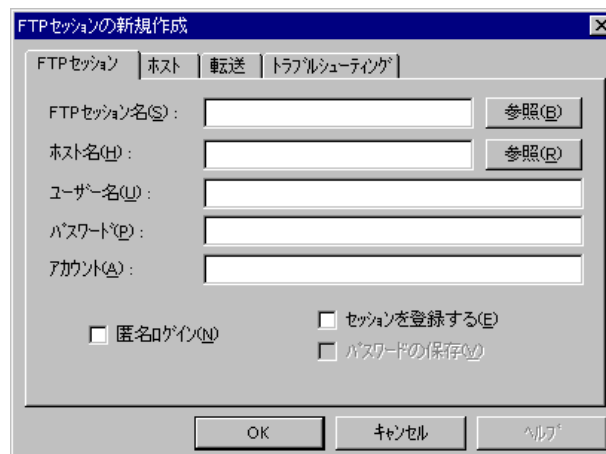 FTPセッションの新規作成
FTPセッション ホスト 転送 トラブルシューティング
FTPセッション名(S): 参照(B)
ホスト名(H): 参照(R)
ユーザー名(U):
パスワード(P):
アカウント(A):
匿名ログイン(N) セッションを登録する(E)
パスワードの保存(V)
OK キャンセル ヘルプ